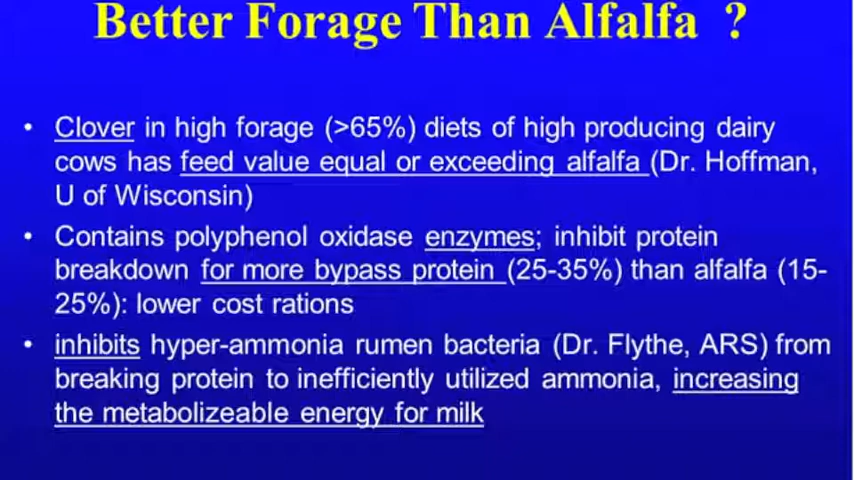 Better Forage Than Alfalfa ?
• Clover in high forage (>65%) diets of high producing dairy
cows has feed value equal or exceeding alfalfa (Dr. Hoffman,
U of Wisconsin)
• Contains polyphenol oxidase enzymes; inhibit protein
breakdown for more bypass protein (25-35%) than alfalfa (15-
25%): lower cost rations
• inhibits hyper-ammonia rumen bacteria (Dr. Flythe, ARS) from
breaking protein to inefficiently utilized ammonia, increasing
the metabolizeable energy for milk